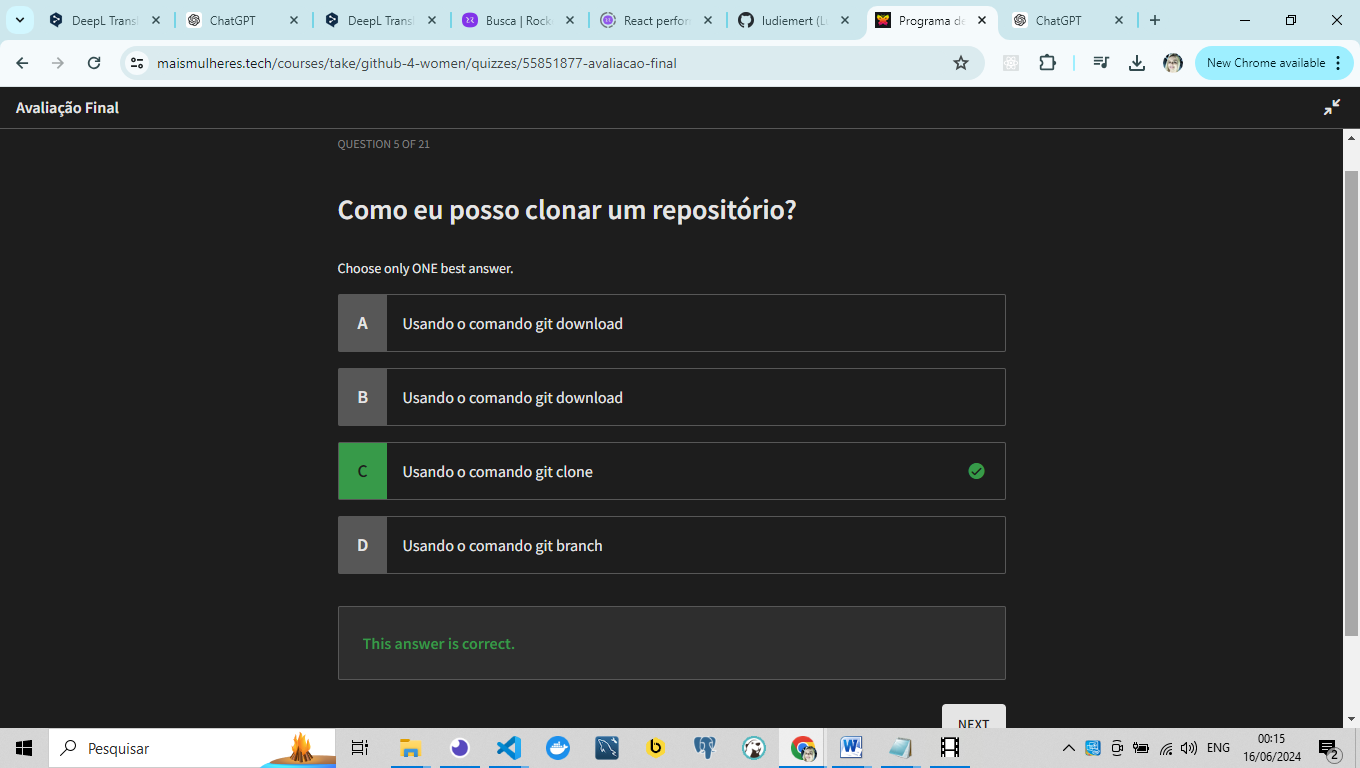 DeepL Transl
ChatGPT
DeepL Transl
Busca | Rock
React perfor
ludiemert (L
Programa de
ChatGPT
maismulheres.tech/courses/take/github-4-women/quizzes/55851877-avaliacao-final
New Chrome available
Avaliação Final
QUESTION 5 OF 21
Como eu posso clonar um repositório?
Choose only ONE best answer.
A Usando o comando git download
B Usando o comando git download
C Usando o comando git clone
D Usando o comando git branch
This answer is correct.
NEXT
Pesquisar
ENG
00:15
16/06/2024
2